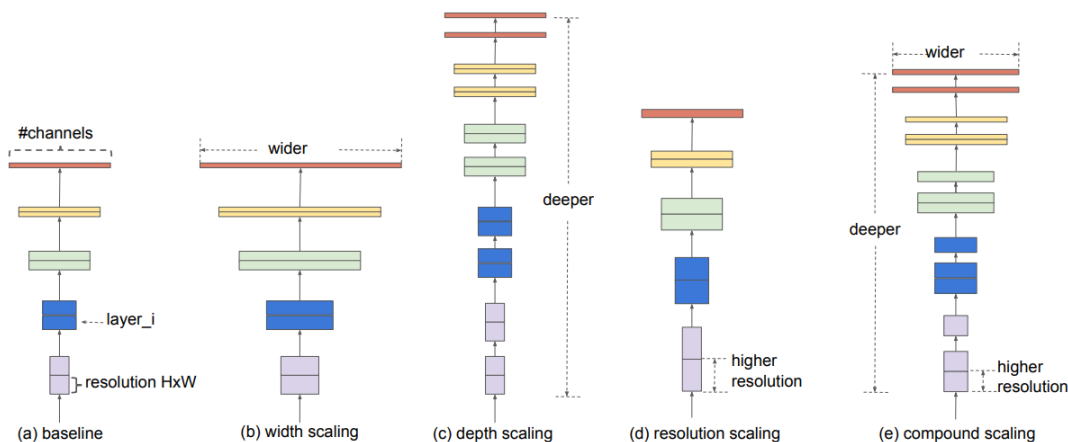 #channels
layer_i
resolution HxW
(a) baseline
wider
(b) width scaling
deeper
(c) depth scaling
higher
resolution
(d) resolution scaling
wider
deeper
higher
resolution
(e) compound scaling